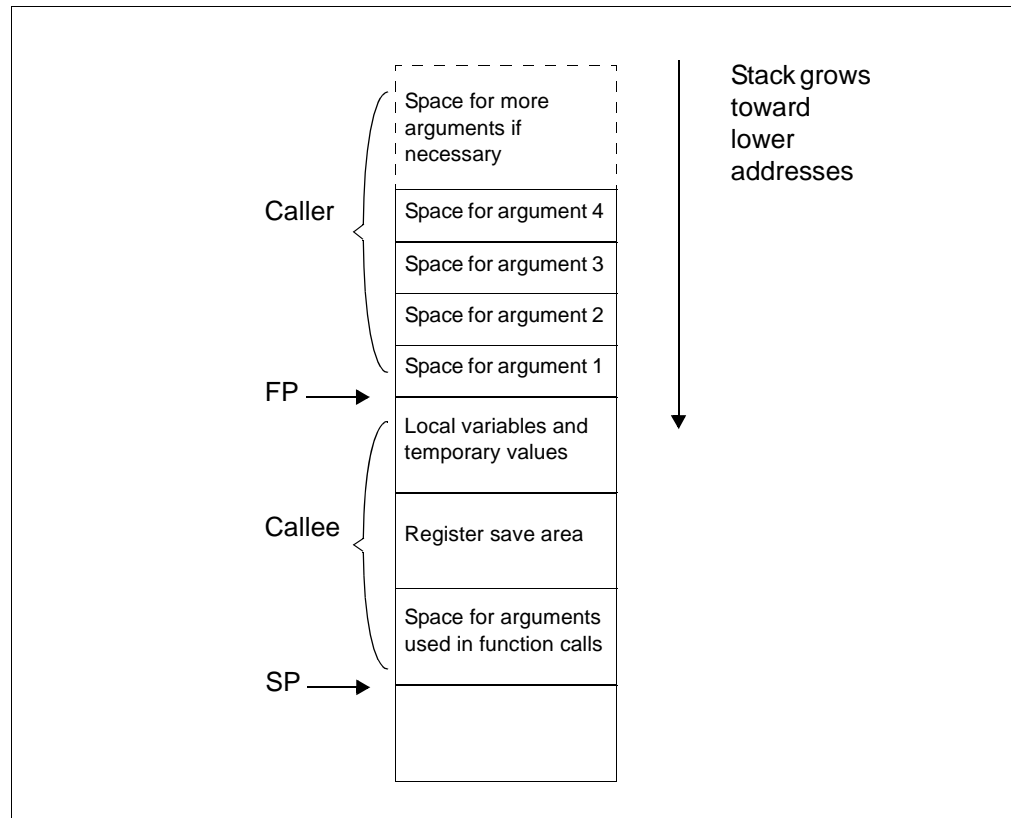 Stack grows
toward
lower
addresses
Space for more
arguments if
necessary
Caller
Space for argument 4
Space for argument 3
Space for argument 2
Space for argument 1
FP
Local variables and
temporary values
Callee
Register save area
Space for arguments
used in function calls
SP